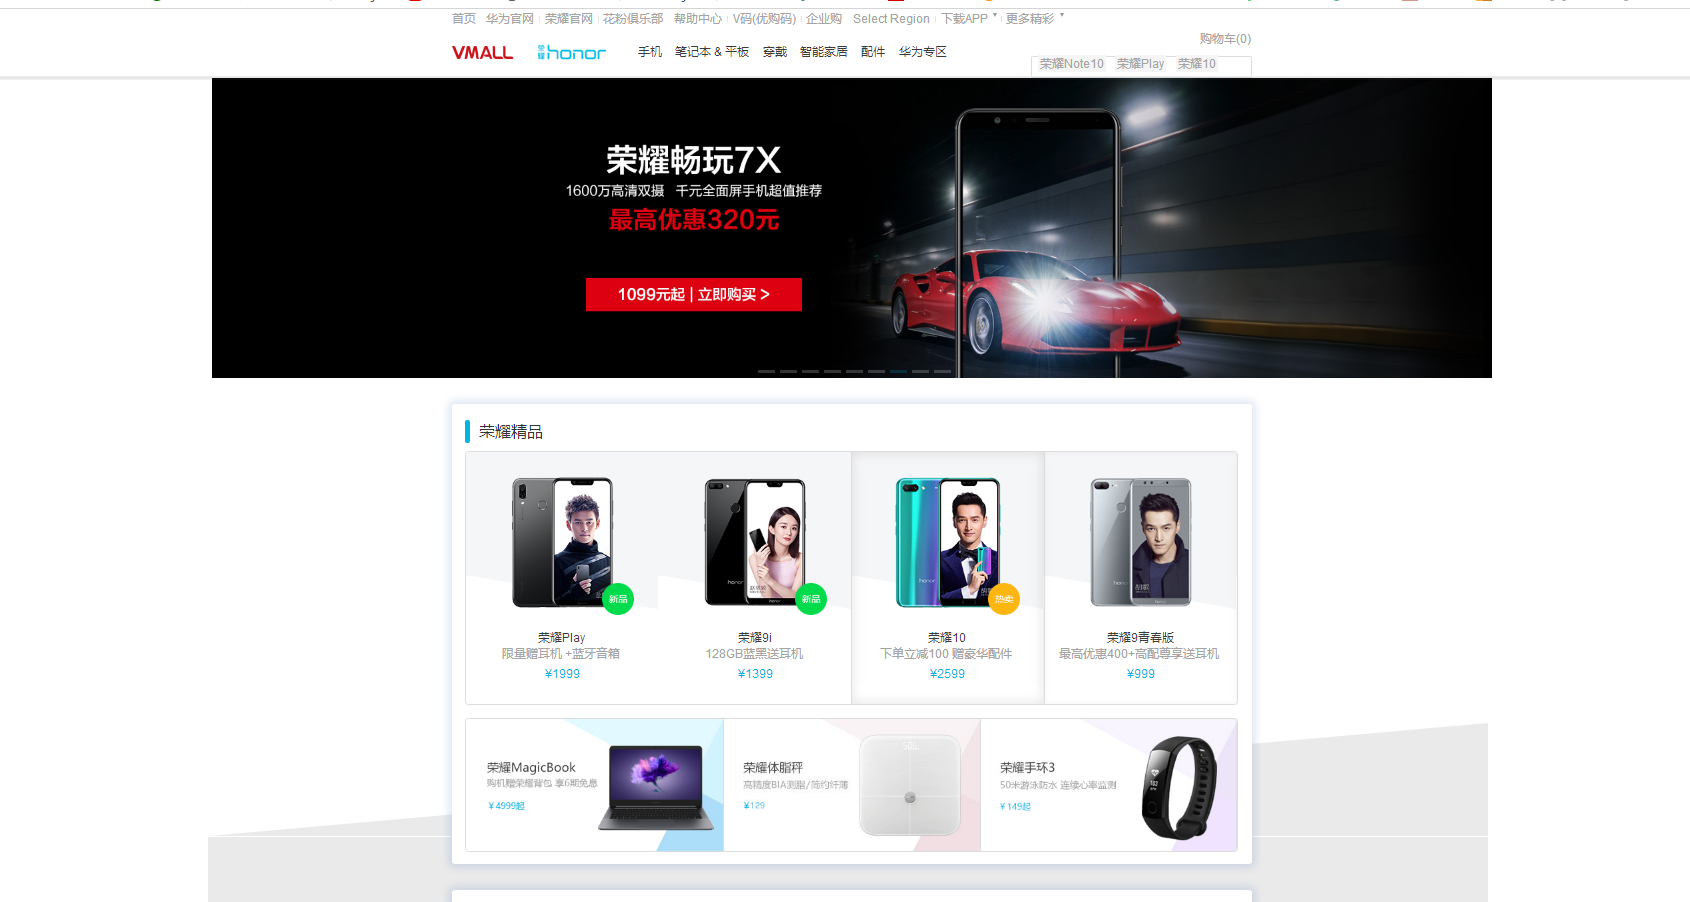 首页 华为官网 荣耀官网 花粉俱乐部 帮助中心 V码(优购码) 企业购 Select Region 下载APP 更多精彩
购物车(0)
VMALL 荣耀 honor 手机 笔记本 & 平板 穿戴 智能家居 配件 华为专区
荣耀Note10 荣耀Play 荣耀10
荣耀畅玩7X
1600万高清双摄 千元全面屏手机超值推荐
最高优惠320元
1099元起 | 立即购买 >
荣耀精品
honor honor
新品 新品 热卖
荣耀Play 荣耀9i 荣耀10 荣耀9青春版
限量赠耳机 +蓝牙音箱 128GB蓝黑送耳机 下单立减100 赠豪华配件 最高优惠400+高配尊享送耳机
¥1999 ¥1399 ¥2599 ¥999
荣耀MagicBook 荣耀体脂秤 荣耀手环3
购机赠荣耀背包 享6期免息 高精度BIA测脂/简约纤薄 50米游泳防水 连续心率监测
¥4999起 ¥129 ¥149起